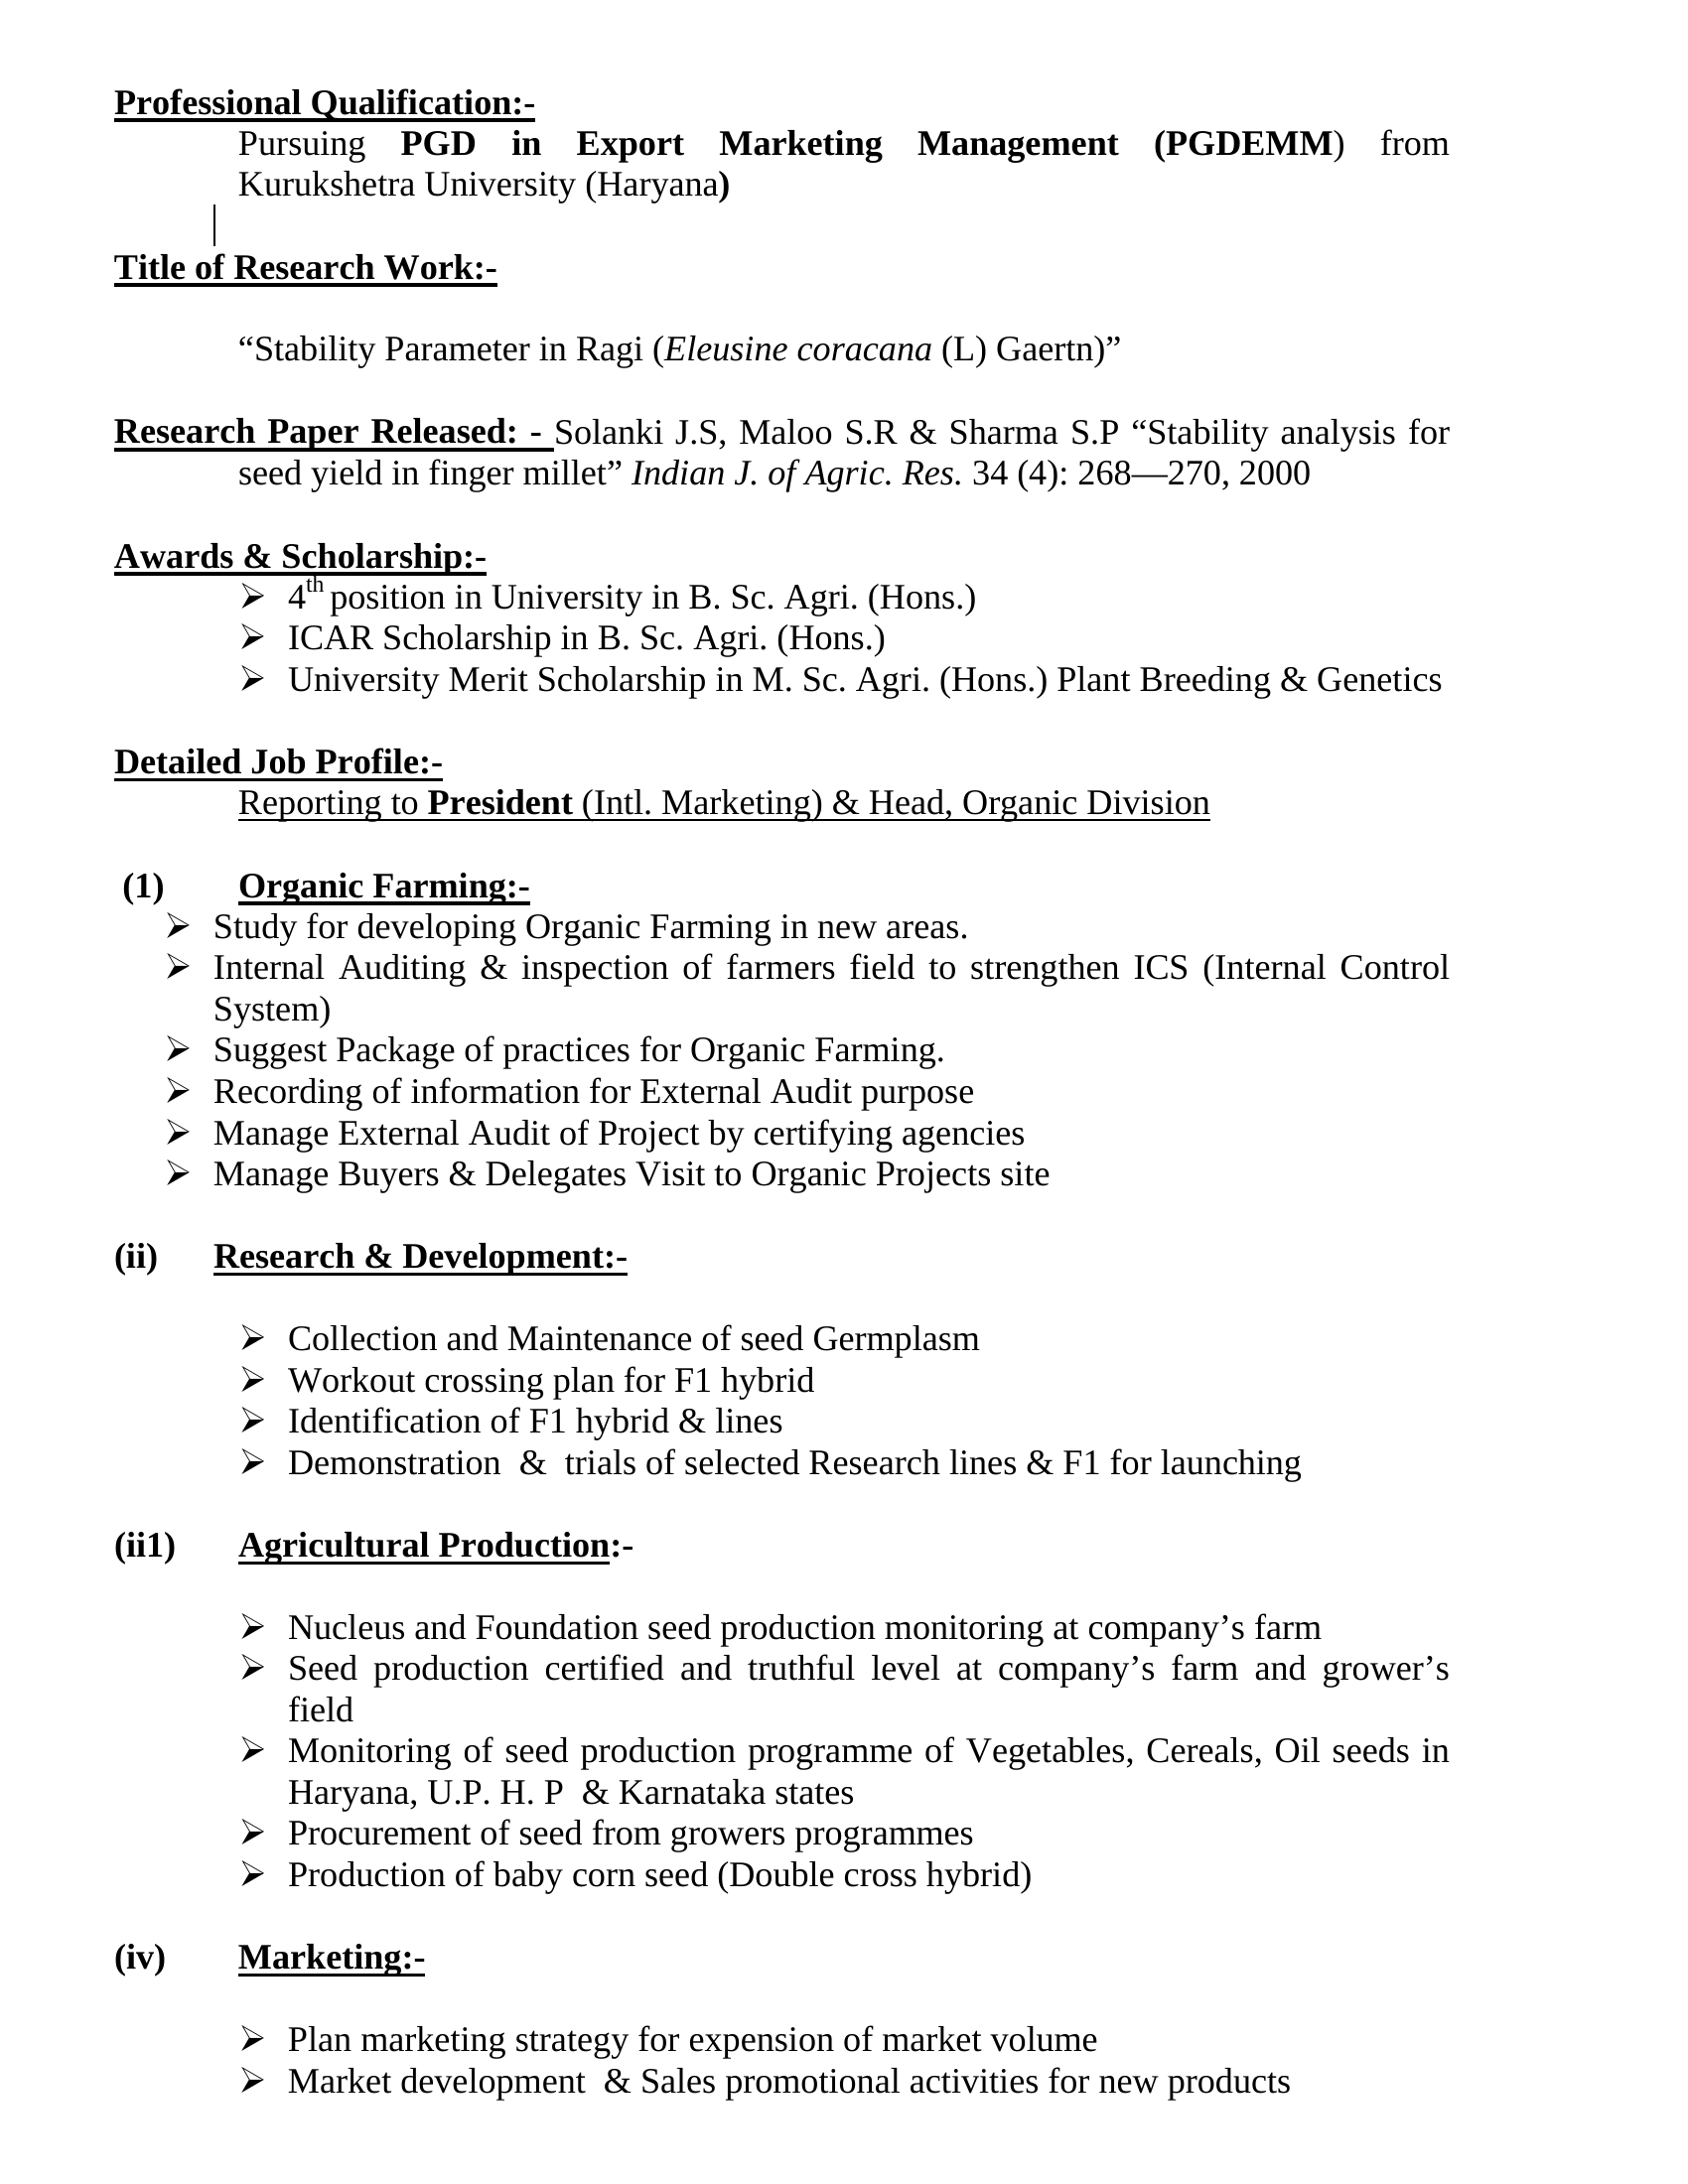 Professional Qualification:-
Pursuing PGD in Export Marketing Management (PGDEMM) from
Kurukshetra University (Haryana)
Title of Research Work:-
“Stability Parameter in Ragi (Eleusine coracana (L) Gaertn)”
Research Paper Released: - Solanki J.S, Maloo S.R & Sharma S.P “Stability analysis for
seed yield in finger millet” Indian J. of Agric. Res. 34 (4): 268—270, 2000
Awards & Scholarship:-
➢ 4th position in University in B. Sc. Agri. (Hons.)
➢ ICAR Scholarship in B. Sc. Agri. (Hons.)
➢ University Merit Scholarship in M. Sc. Agri. (Hons.) Plant Breeding & Genetics
Detailed Job Profile:-
Reporting to President (Intl. Marketing) & Head, Organic Division
(1) Organic Farming:-
➢ Study for developing Organic Farming in new areas.
➢ Internal Auditing & inspection of farmers field to strengthen ICS (Internal Control
System)
➢ Suggest Package of practices for Organic Farming.
➢ Recording of information for External Audit purpose
➢ Manage External Audit of Project by certifying agencies
➢ Manage Buyers & Delegates Visit to Organic Projects site
(ii) Research & Development:-
➢ Collection and Maintenance of seed Germplasm
➢ Workout crossing plan for F1 hybrid
➢ Identification of F1 hybrid & lines
➢ Demonstration & trials of selected Research lines & F1 for launching
(ii1) Agricultural Production:-
➢ Nucleus and Foundation seed production monitoring at company’s farm
➢ Seed production certified and truthful level at company’s farm and grower’s
field
➢ Monitoring of seed production programme of Vegetables, Cereals, Oil seeds in
Haryana, U.P. H. P & Karnataka states
➢ Procurement of seed from growers programmes
➢ Production of baby corn seed (Double cross hybrid)
(iv) Marketing:-
➢ Plan marketing strategy for expension of market volume
➢ Market development & Sales promotional activities for new products